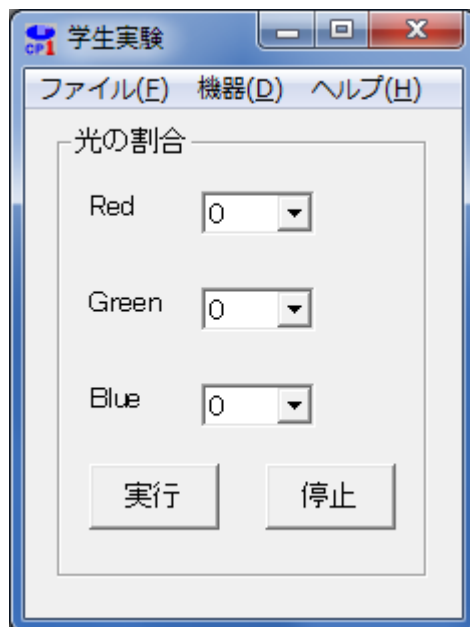 CP1 学生実験
ファイル(F) 機器(D) ヘルプ(H)
光の割合
Red 0
Green 0
Blue 0
実行 停止